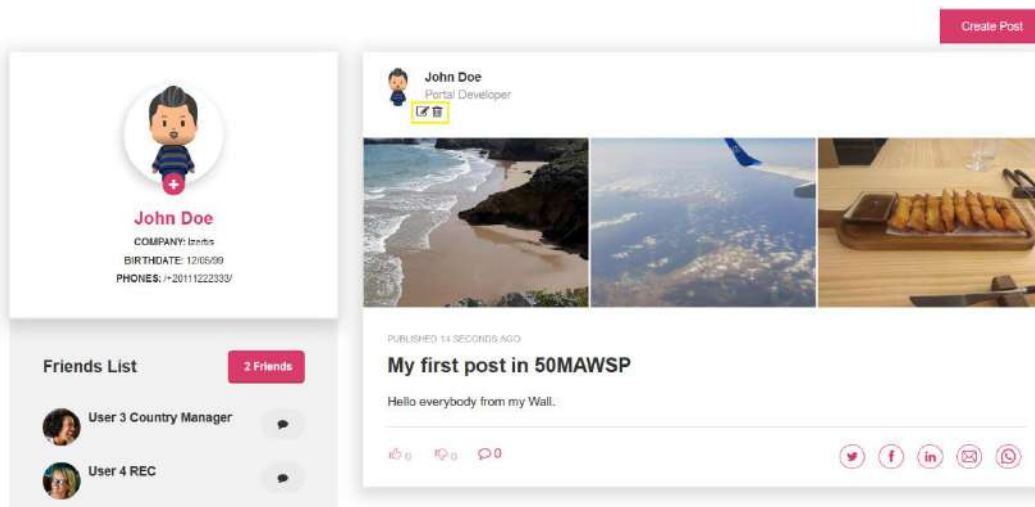 Create Post
John Doe
COMPANY: Izertis
BIRTHDATE: 12/05/99
PHONES: /+20111222333/
Friends List
2 Friends
User 3 Country Manager
User 4 REC
John Doe
Portal Developer
PUBLISHED 14 SECONDS AGO
My first post in 50MAWSP
Hello everybody from my Wall.
0 0 0